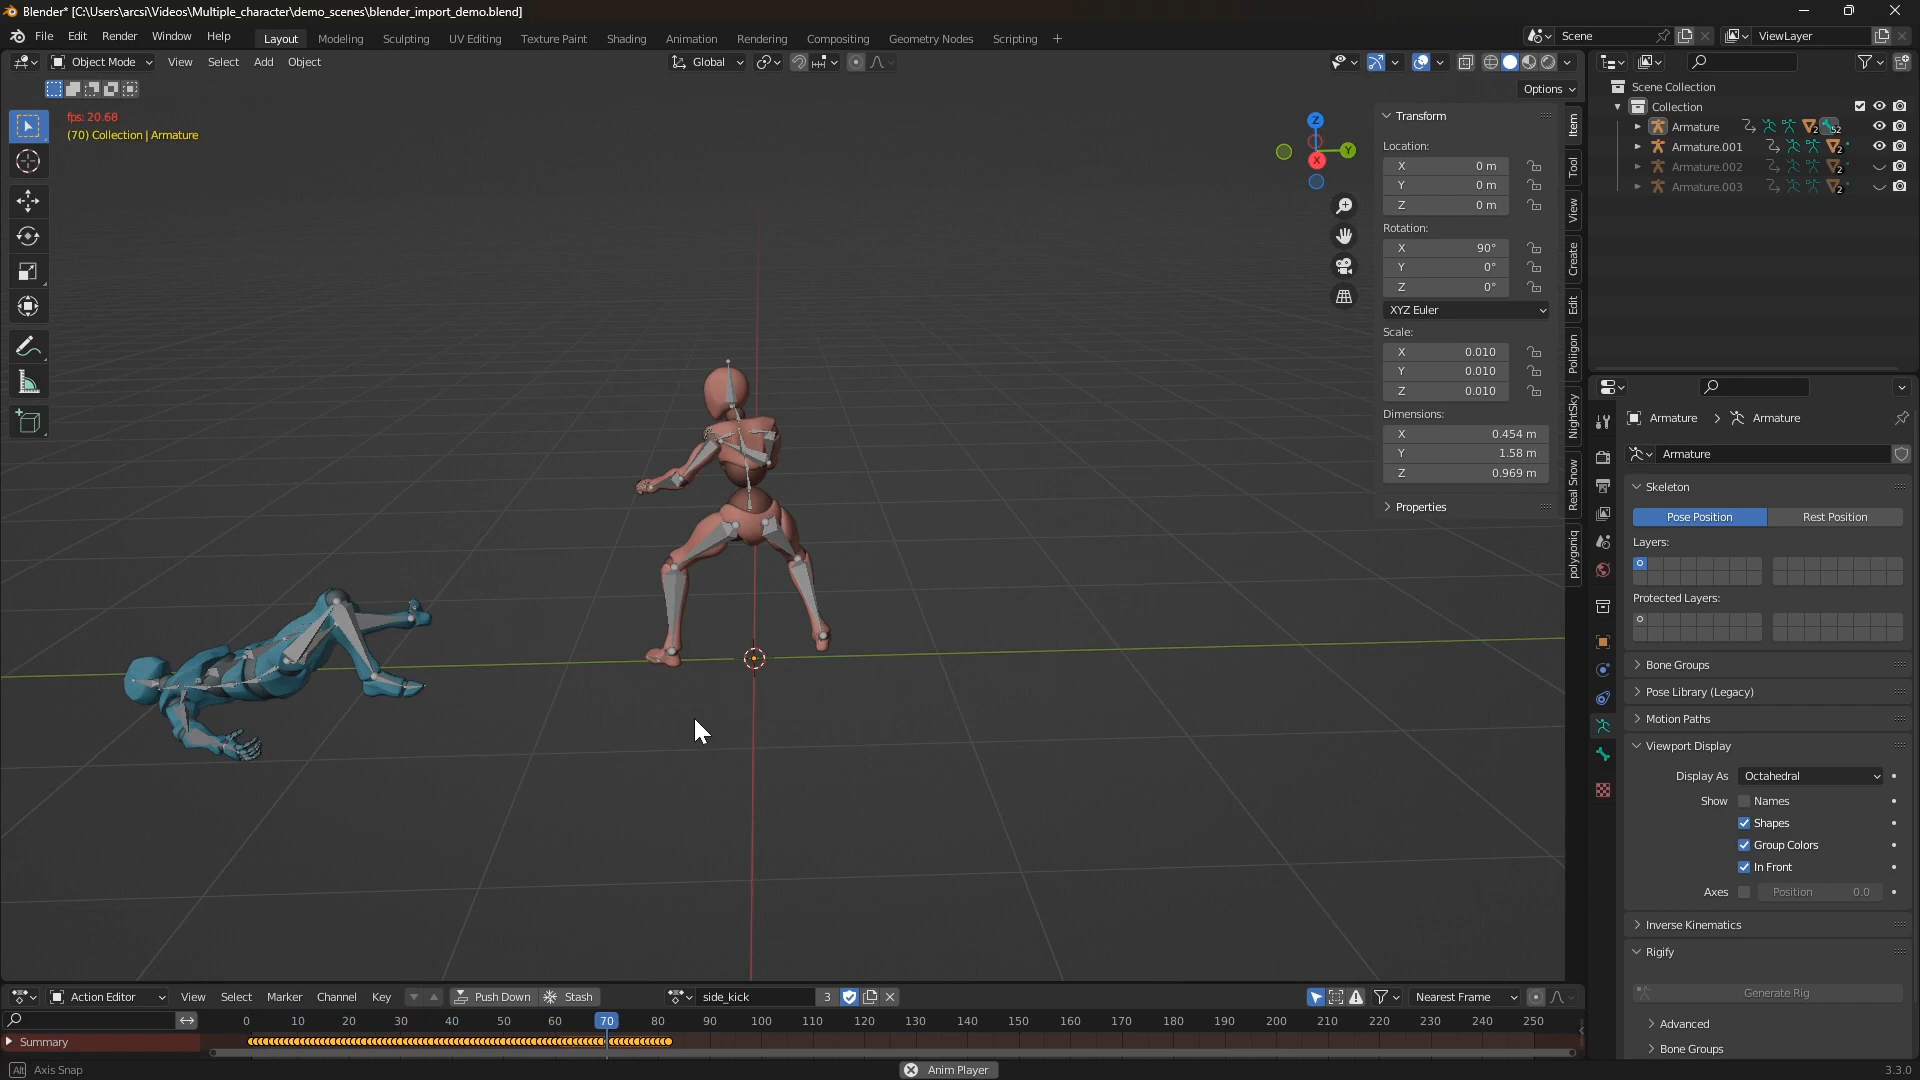 Blender* [C:\Users\arcsi\Videos\Multiple_character\demo_scenes\blender_import_demo.blend]
File Edit Render Window Help Layout Modeling Sculpting UV Editing Texture Paint Shading Animation Rendering Compositing Geometry Nodes Scripting + Scene ViewLayer
Object Mode View Select Add Object Global
Options
fps: 20.68
(70) Collection | Armature
Z
Y
X
Transform
Location:
X 0 m
Y 0 m
Z 0 m
Rotation:
X 90°
Y 0°
Z 0°
XYZ Euler
Scale:
X 0.010
Y 0.010
Z 0.010
Dimensions:
X 0.454 m
Y 1.58 m
Z 0.969 m
Properties
Item
Tool
View
Create
Edit
Poliigon
NightSky
Real Snow
polygoniq
Scene Collection
Collection
Armature 2 52
Armature.001 2
Armature.002 2
Armature.003 2
Armature Armature
Armature
Skeleton
Pose Position Rest Position
Layers:
Protected Layers:
Bone Groups
Pose Library (Legacy)
Motion Paths
Viewport Display
Display As Octahedral
Show Names
Shapes
Group Colors
In Front
Axes Position 0.0
Inverse Kinematics
Rigify
Generate Rig
Advanced
Bone Groups
Action Editor View Select Marker Channel Key Push Down Stash side_kick 3 Nearest Frame
0 10 20 30 40 50 60 70 80 90 100 110 120 130 140 150 160 170 180 190 200 210 220 230 240 250
Summary
Alt Axis Snap Anim Player 3.3.0